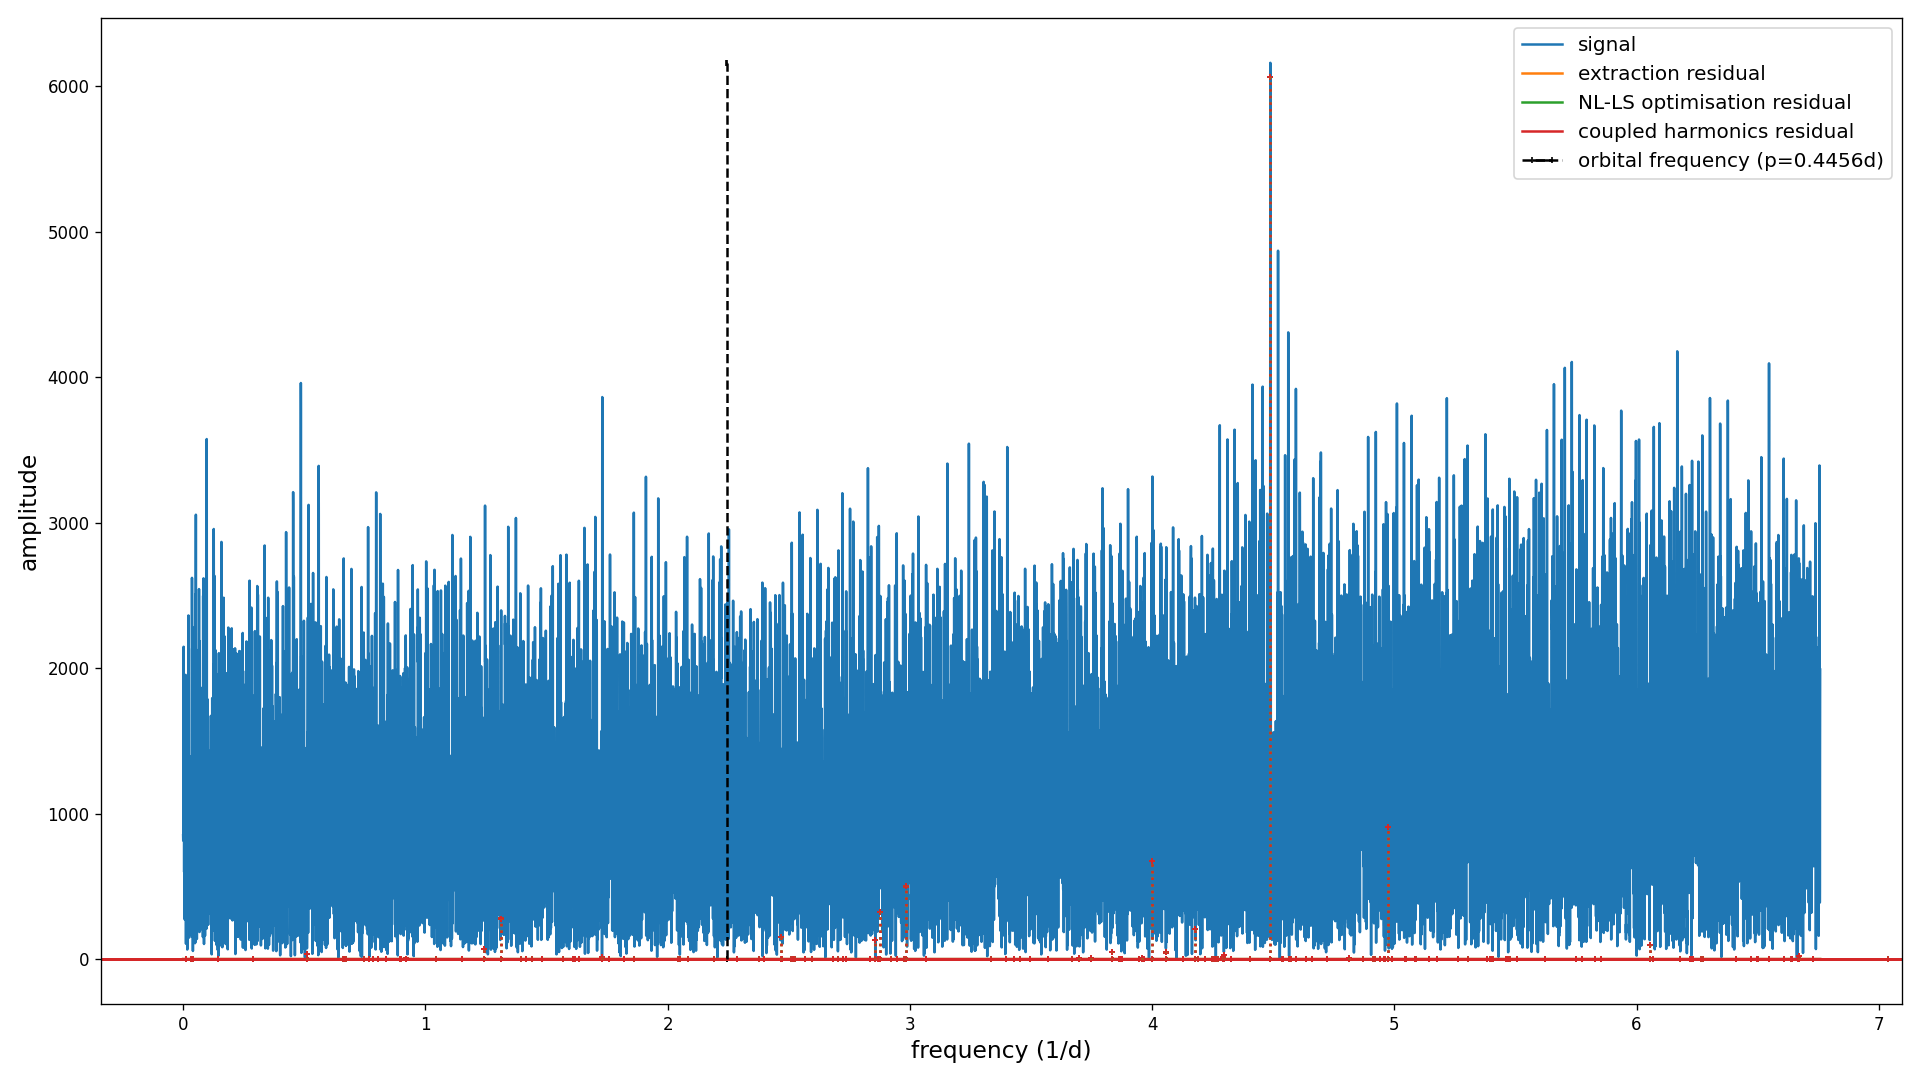 signal
extraction residual
NL-LS optimisation residual
coupled harmonics residual
orbital frequency (p=0.4456d)
6000
5000
4000
3000
2000
1000
0
amplitude
0 1 2 3 4 5 6 7
frequency (1/d)